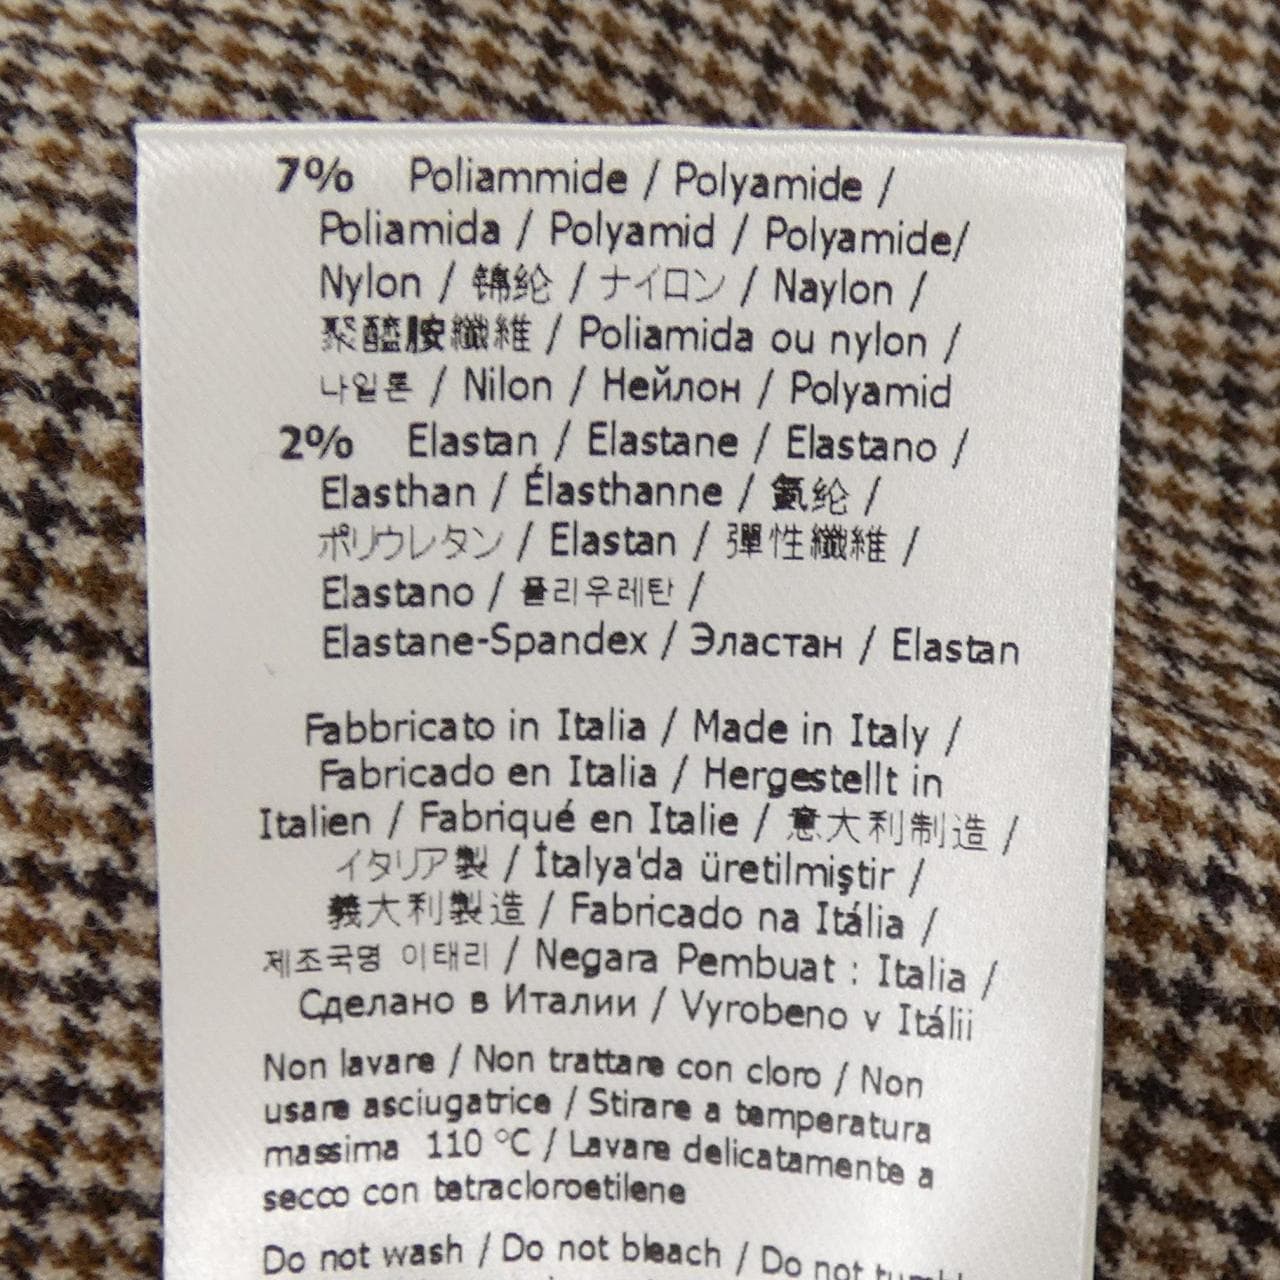 7% Poliammide / Polyamide /
Poliamida / Polyamid / Polyamide/
Nylon / 锦纶 / ナイロン / Naylon /
聚醯胺纖維 / Poliamida ou nylon /
나일론 / Nilon / Нейлон / Polyamid
2% Elastan / Elastane / Elastano /
Elasthan / Élasthanne / 氨纶 /
ポリウレタン / Elastan / 彈性纖維 /
Elastano / 폴리우레탄 /
Elastane-Spandex / Эластан / Elastan
Fabbricato in Italia / Made in Italy /
Fabricado en Italia / Hergestellt in
Italien / Fabriqué en Italie / 意大利制造 /
イタリア製 / İtalya'da üretilmiştir /
義大利製造 / Fabricado na Itália /
제조국명 이태리 / Negara Pembuat : Italia /
Сделано в Италии / Vyrobeno v Itálii
Non lavare / Non trattare con cloro / Non
usare asciugatrice / Stirare a temperatura
massima 110 °C / Lavare delicatamente a
secco con tetracloroetilene
Do not wash / Do not bleach / Do not